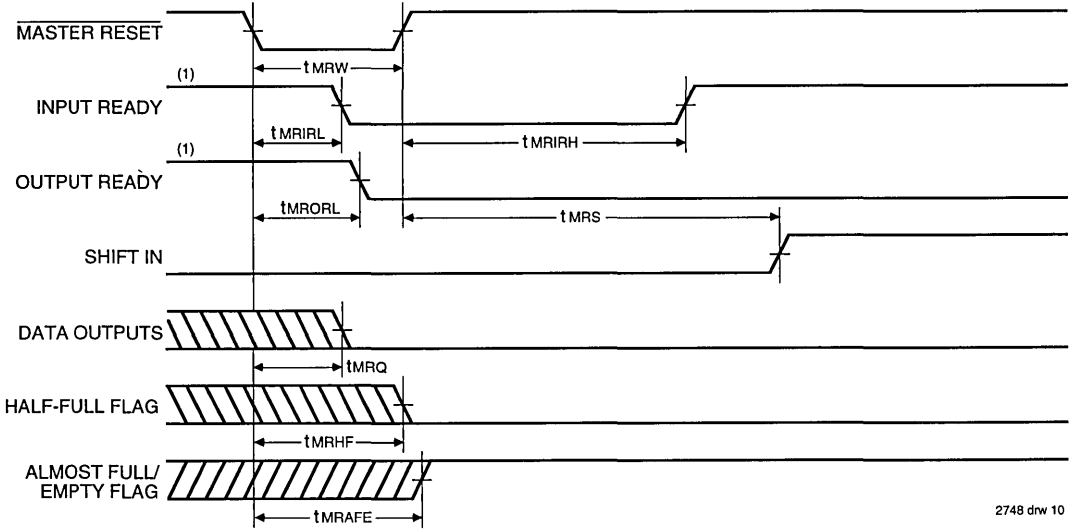 MASTER RESET
tMRW
(1)
INPUT READY
tMRIRL
tMRIRH
(1)
OUTPUT READY
tMRORL
tMRS
SHIFT IN
DATA OUTPUTS
tMRQ
HALF-FULL FLAG
tMRHF
ALMOST FULL/
EMPTY FLAG
tMRAFE
2748 drw 10